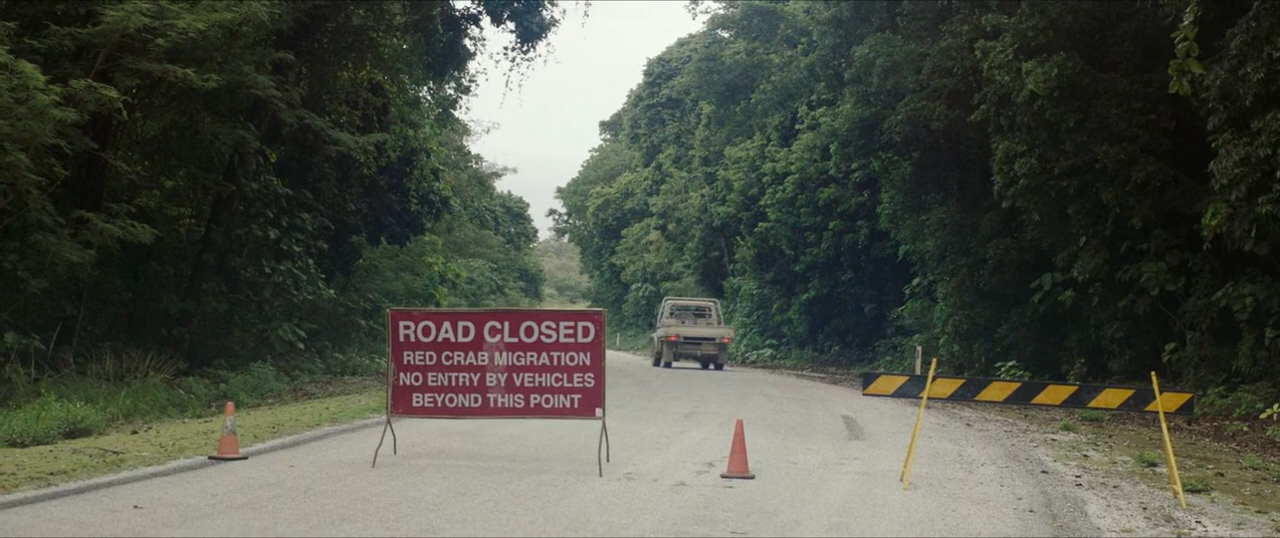 ROAD CLOSED
RED CRAB MIGRATION
NO ENTRY BY VEHICLES
BEYOND THIS POINT